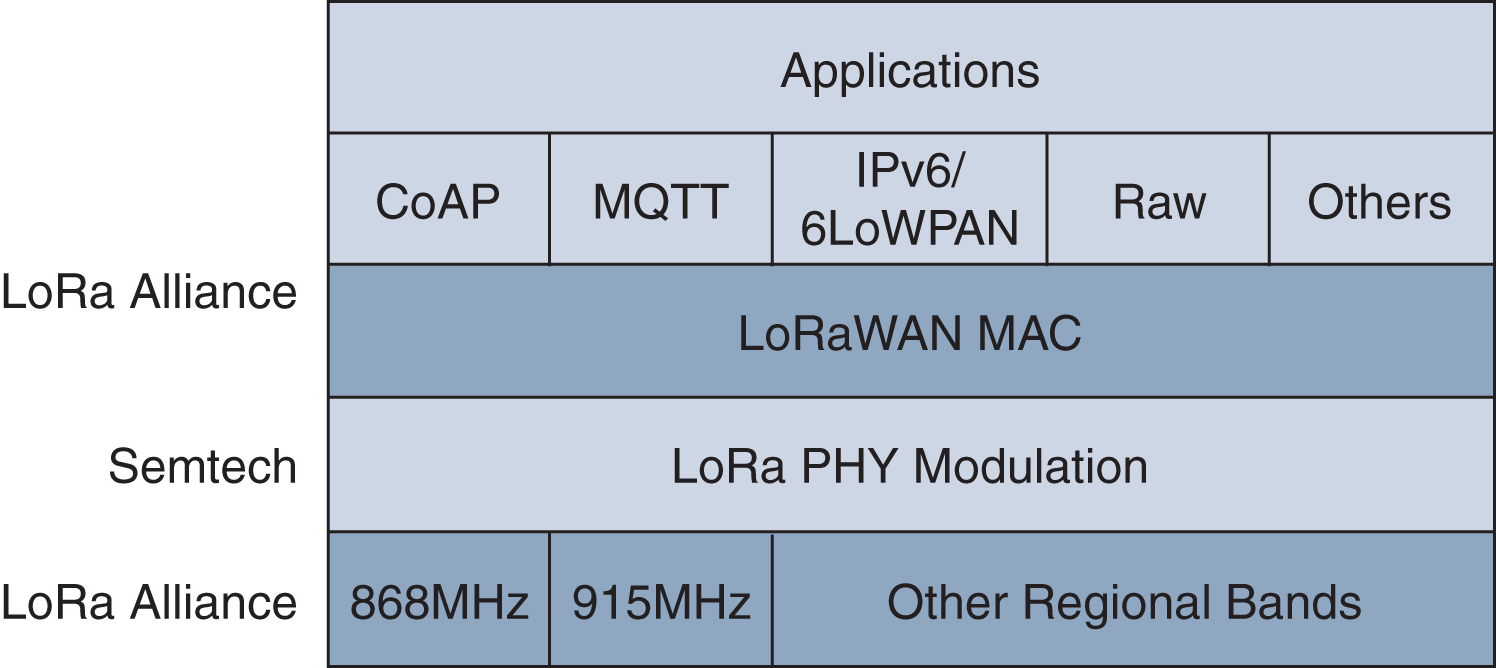 Applications
CoAP
MQTT
IPv6/
6LoWPAN
Raw
Others
LoRa Alliance
LoRaWAN MAC
Semtech
LoRa PHY Modulation
LoRa Alliance
868MHz
915MHz
Other Regional Bands